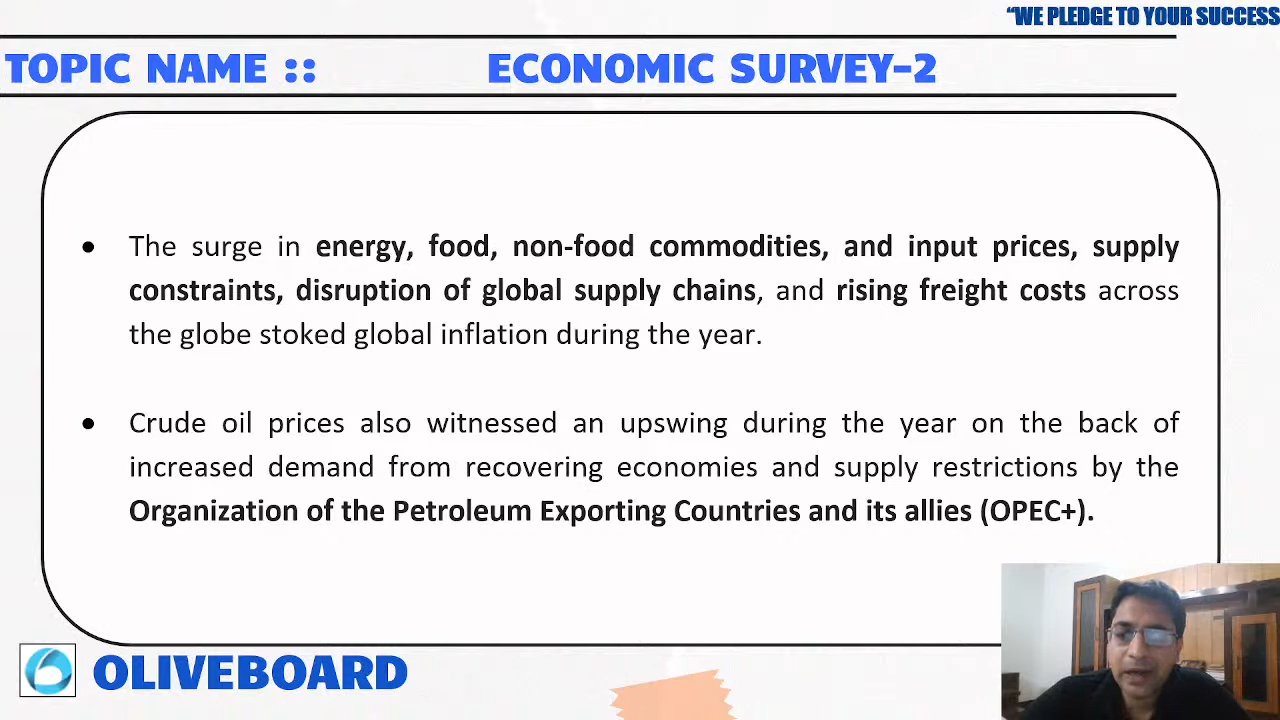 “WE PLEDGE TO YOUR SUCCESS
TOPIC NAME :: ECONOMIC SURVEY-2
• The surge in energy, food, non-food commodities, and input prices, supply
constraints, disruption of global supply chains, and rising freight costs across
the globe stoked global inflation during the year.
• Crude oil prices also witnessed an upswing during the year on the back of
increased demand from recovering economies and supply restrictions by the
Organization of the Petroleum Exporting Countries and its allies (OPEC+).
OLIVEBOARD